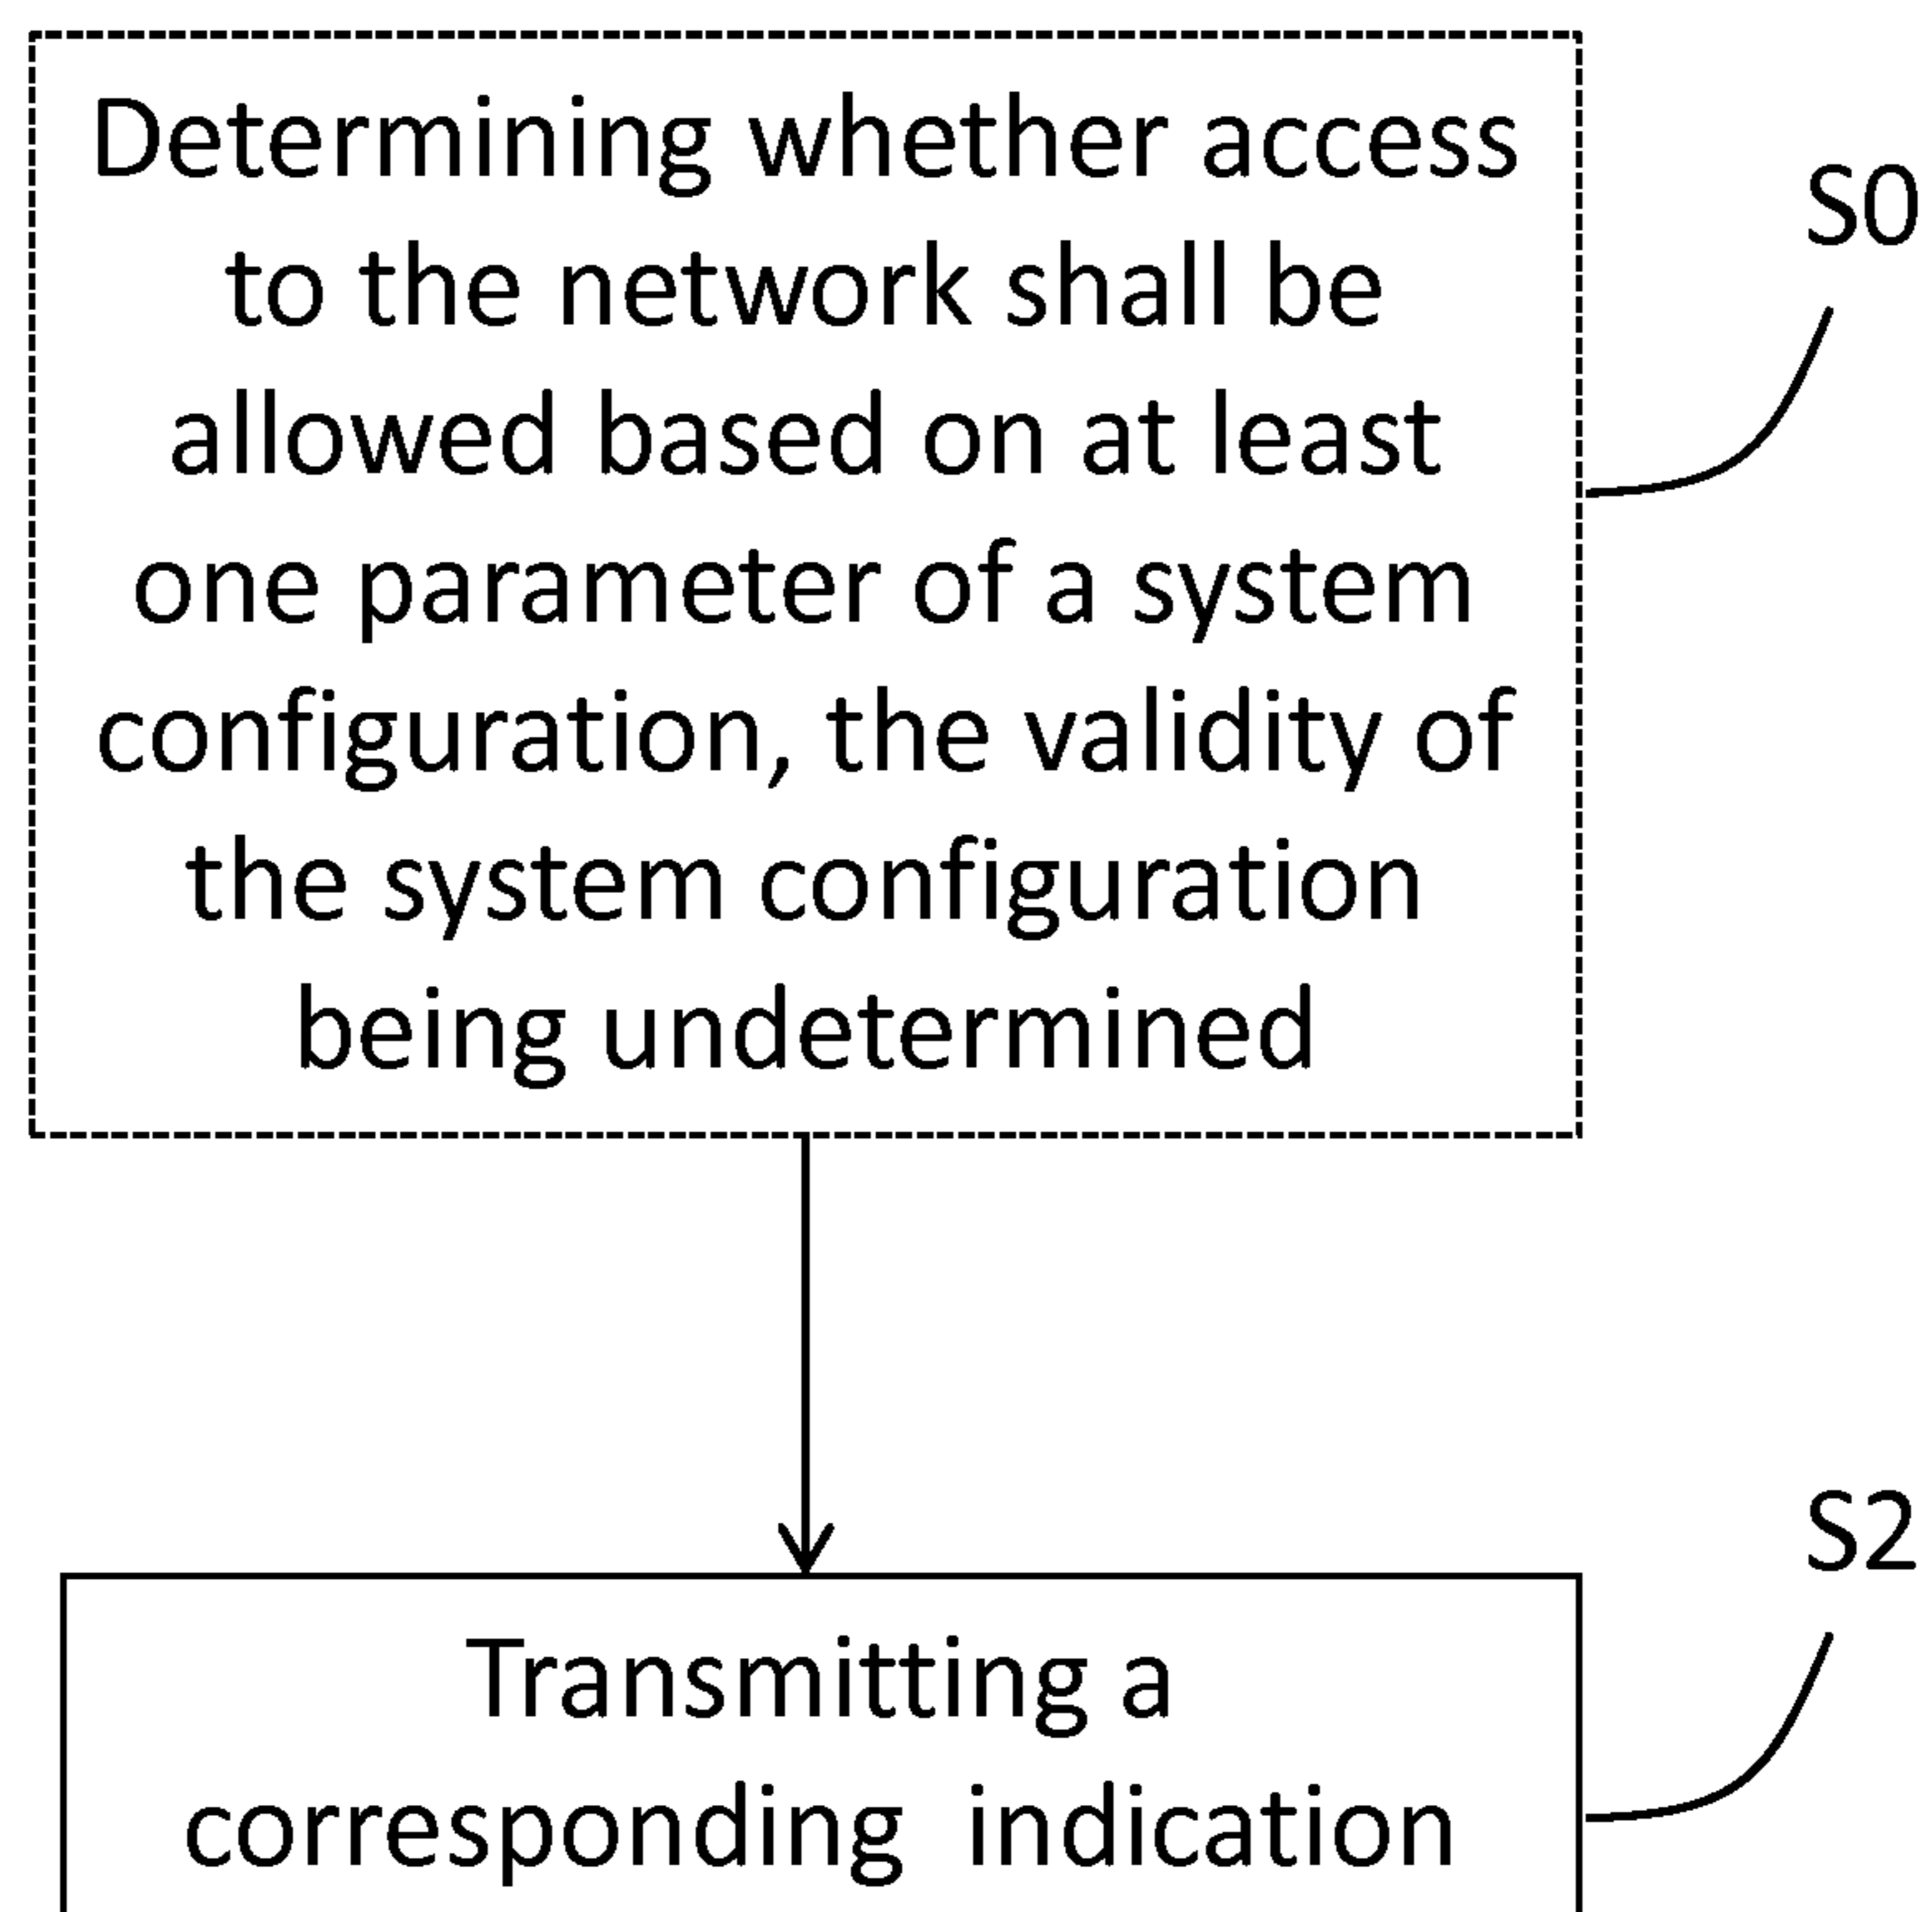 Determining whether access
to the network shall be
allowed based on at least
one parameter of a system
configuration, the validity of
the system configuration
being undetermined
S0
S2
Transmitting a
corresponding indication